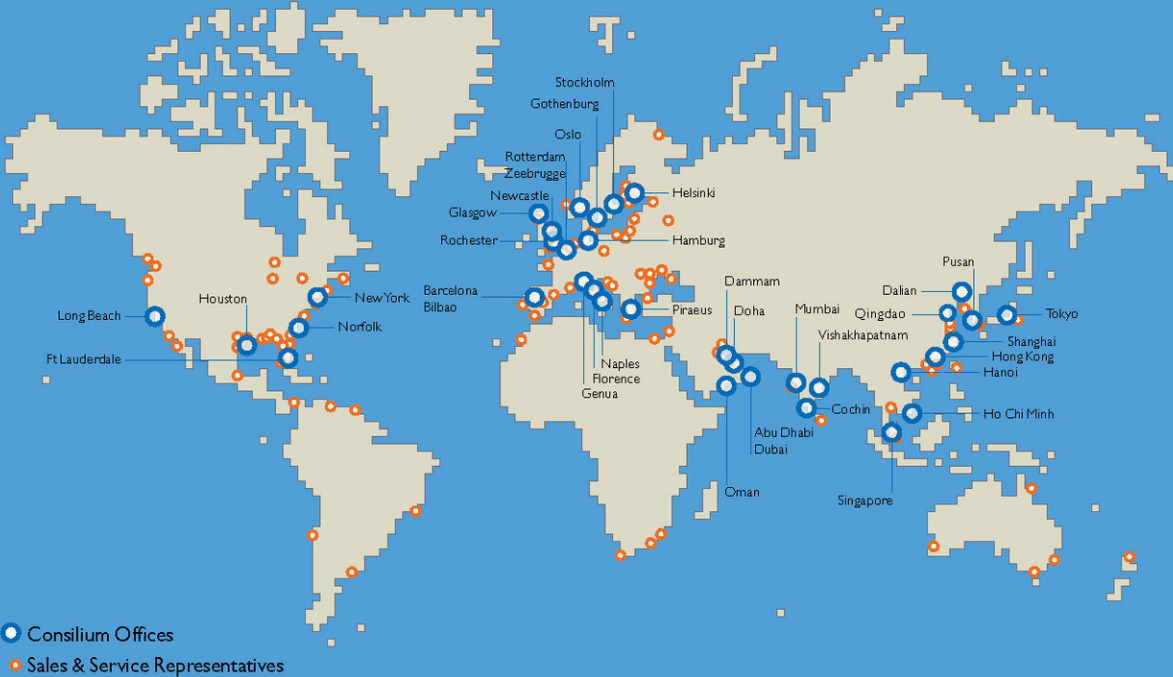 Stockholm
Gothenburg
Oslo
Rotterdam
Zeebrugge
Newcastle
Glasgow
Rochester
Helsinki
Hamburg
Barcelona
Bilbao
Piraeus
Naples
Florence
Genua
Houston
New York
Long Beach
Norfolk
Ft Lauderdale
Dammam
Doha
Mumbai
Vishakhapatnam
Cochin
Abu Dhabi
Dubai
Oman
Pusan
Dalian
Qingdao
Tokyo
Shanghai
Hong Kong
Hanoi
Ho Chi Minh
Singapore
Consilium Offices
Sales & Service Representatives